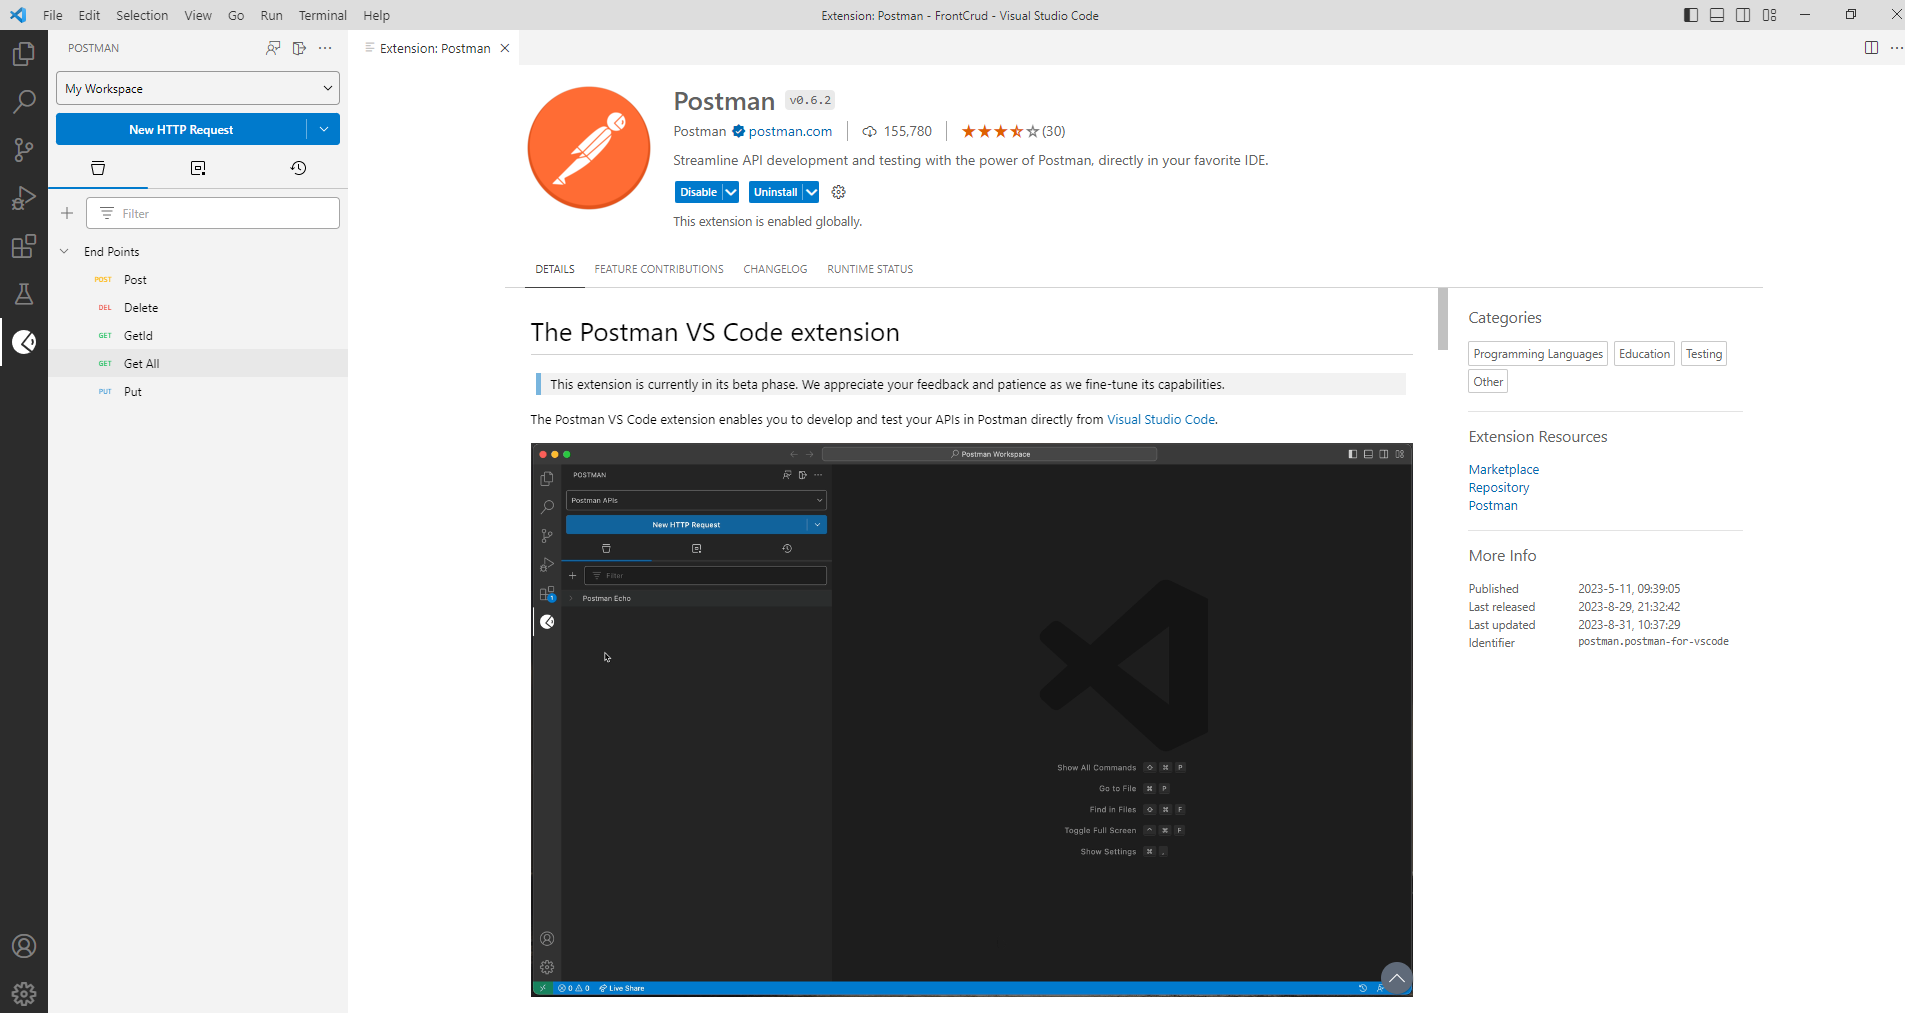 File Edit Selection View Go Run Terminal Help
Extension: Postman - FrontCrud - Visual Studio Code
POSTMAN
My Workspace
New HTTP Request
Filter
End Points
POST Post
DEL Delete
GET GetId
GET Get All
PUT Put
Extension: Postman
Postman v0.6.2
Postman postman.com 155,780 (30)
Streamline API development and testing with the power of Postman, directly in your favorite IDE.
Disable Uninstall
This extension is enabled globally.
DETAILS FEATURE CONTRIBUTIONS CHANGELOG RUNTIME STATUS
The Postman VS Code extension
This extension is currently in its beta phase. We appreciate your feedback and patience as we fine-tune its capabilities.
The Postman VS Code extension enables you to develop and test your APIs in Postman directly from Visual Studio Code.
Postman Workspace
POSTMAN
Postman APIs
New HTTP Request
Filter
1
Postman Echo
Show All Commands ⇧ ⌘ P
Go to File ⌘ P
Find in Files ⇧ ⌘ F
Toggle Full Screen ^ ⌘ F
Show Settings ⌘ ,
0 0 Live Share
Categories
Programming Languages Education Testing
Other
Extension Resources
Marketplace
Repository
Postman
More Info
Published 2023-5-11, 09:39:05
Last released 2023-8-29, 21:32:42
Last updated 2023-8-31, 10:37:29
Identifier postman.postman-for-vscode